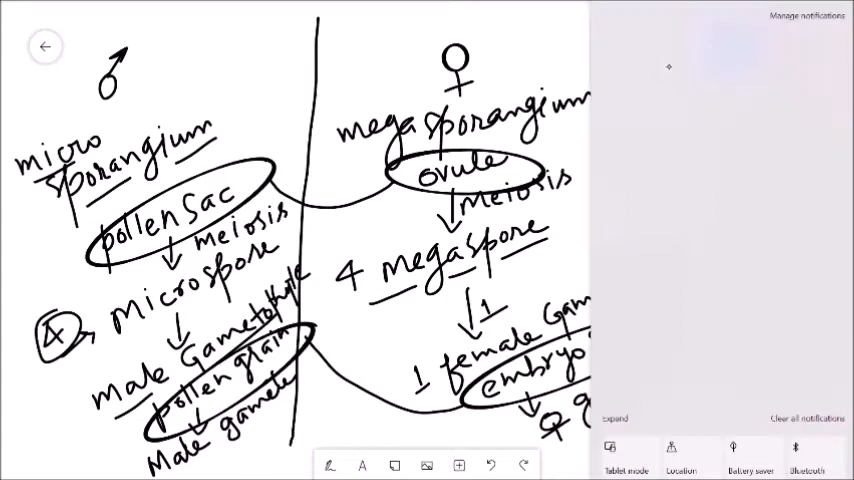 ♂
micro
sporangium
pollen sac
meiosis
4 Microspore
male Gametophyte
pollen grain
Male gamete
♀
megasporangium
ovule
meiosis
4 megaspore
1
1 female Gam
embryo
♀ g
A
Manage notifications
Expand
Clear all notifications
Tablet mode
Location
Battery saver
Bluetooth